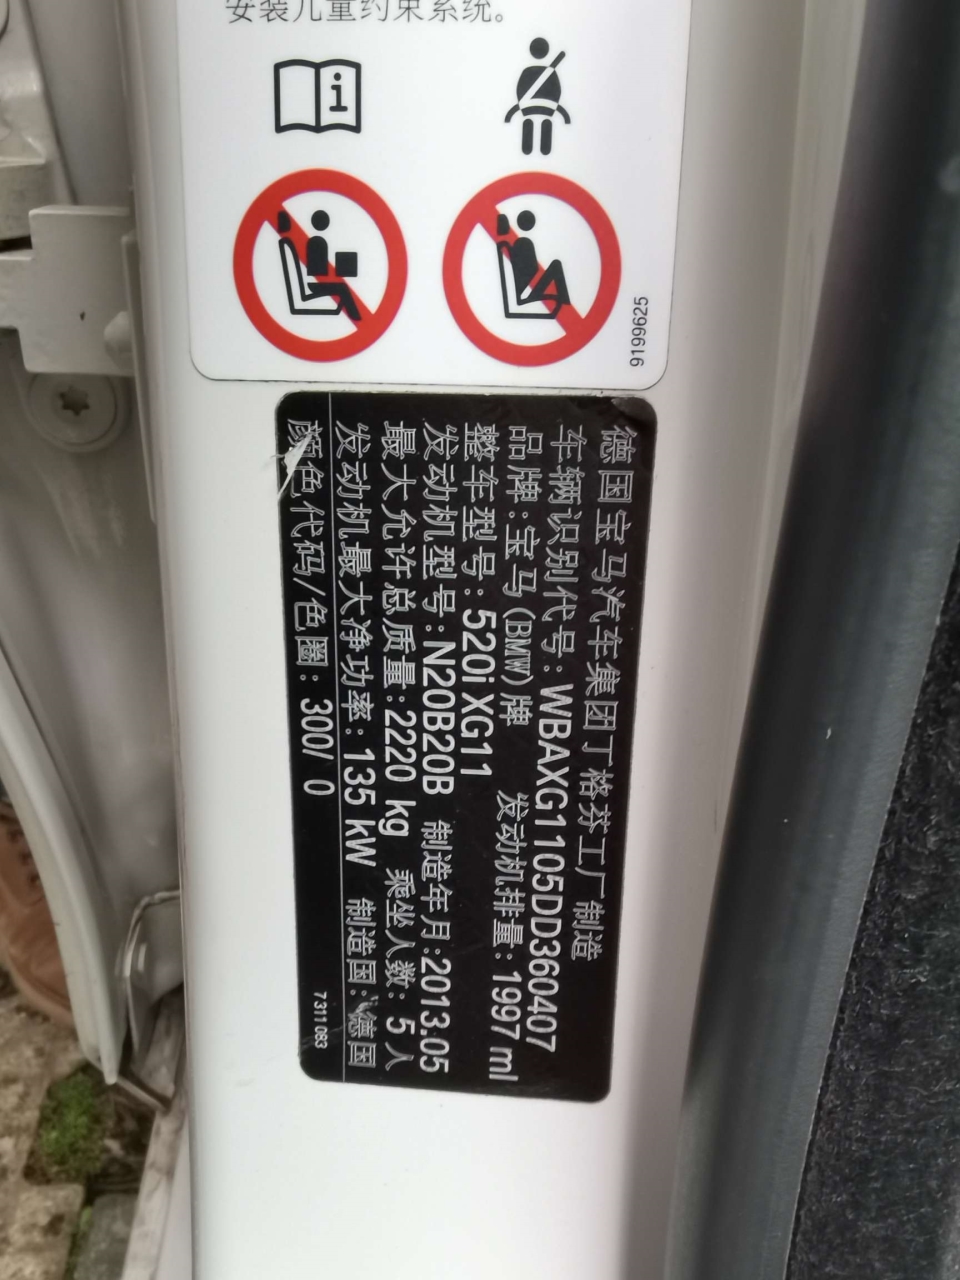 安装儿童约束系统。
9199625
德国宝马汽车集团丁格芬工厂制造
车辆识别代号：WBAXG1105DD360407
品牌：宝马(BMW)牌 发动机排量：1997 ml
整车型号：520i XG11
发动机型号：N20B20B 制造年月：2013.05
最大允许总质量：2220 kg 乘坐人数：5人
发动机最大净功率：135 kW 制造国：德国
颜色代码/色圈：300/ 0
7311083